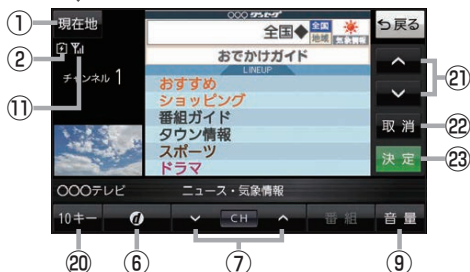 ① 現在地 ○○○ ワンセグ 戻る
全国◆ 全国 地域 気象情報
②
おでかけガイド
LINEUP
チャンネル 1
⑪
おすすめ
ショッピング
番組ガイド
タウン情報
スポーツ
ドラマ
㉑
取消 ㉒
決定 ㉓
○○○テレビ ニュース・気象情報
10キー d CH 番組 音量
⑳ ⑥ ⑦ ⑨